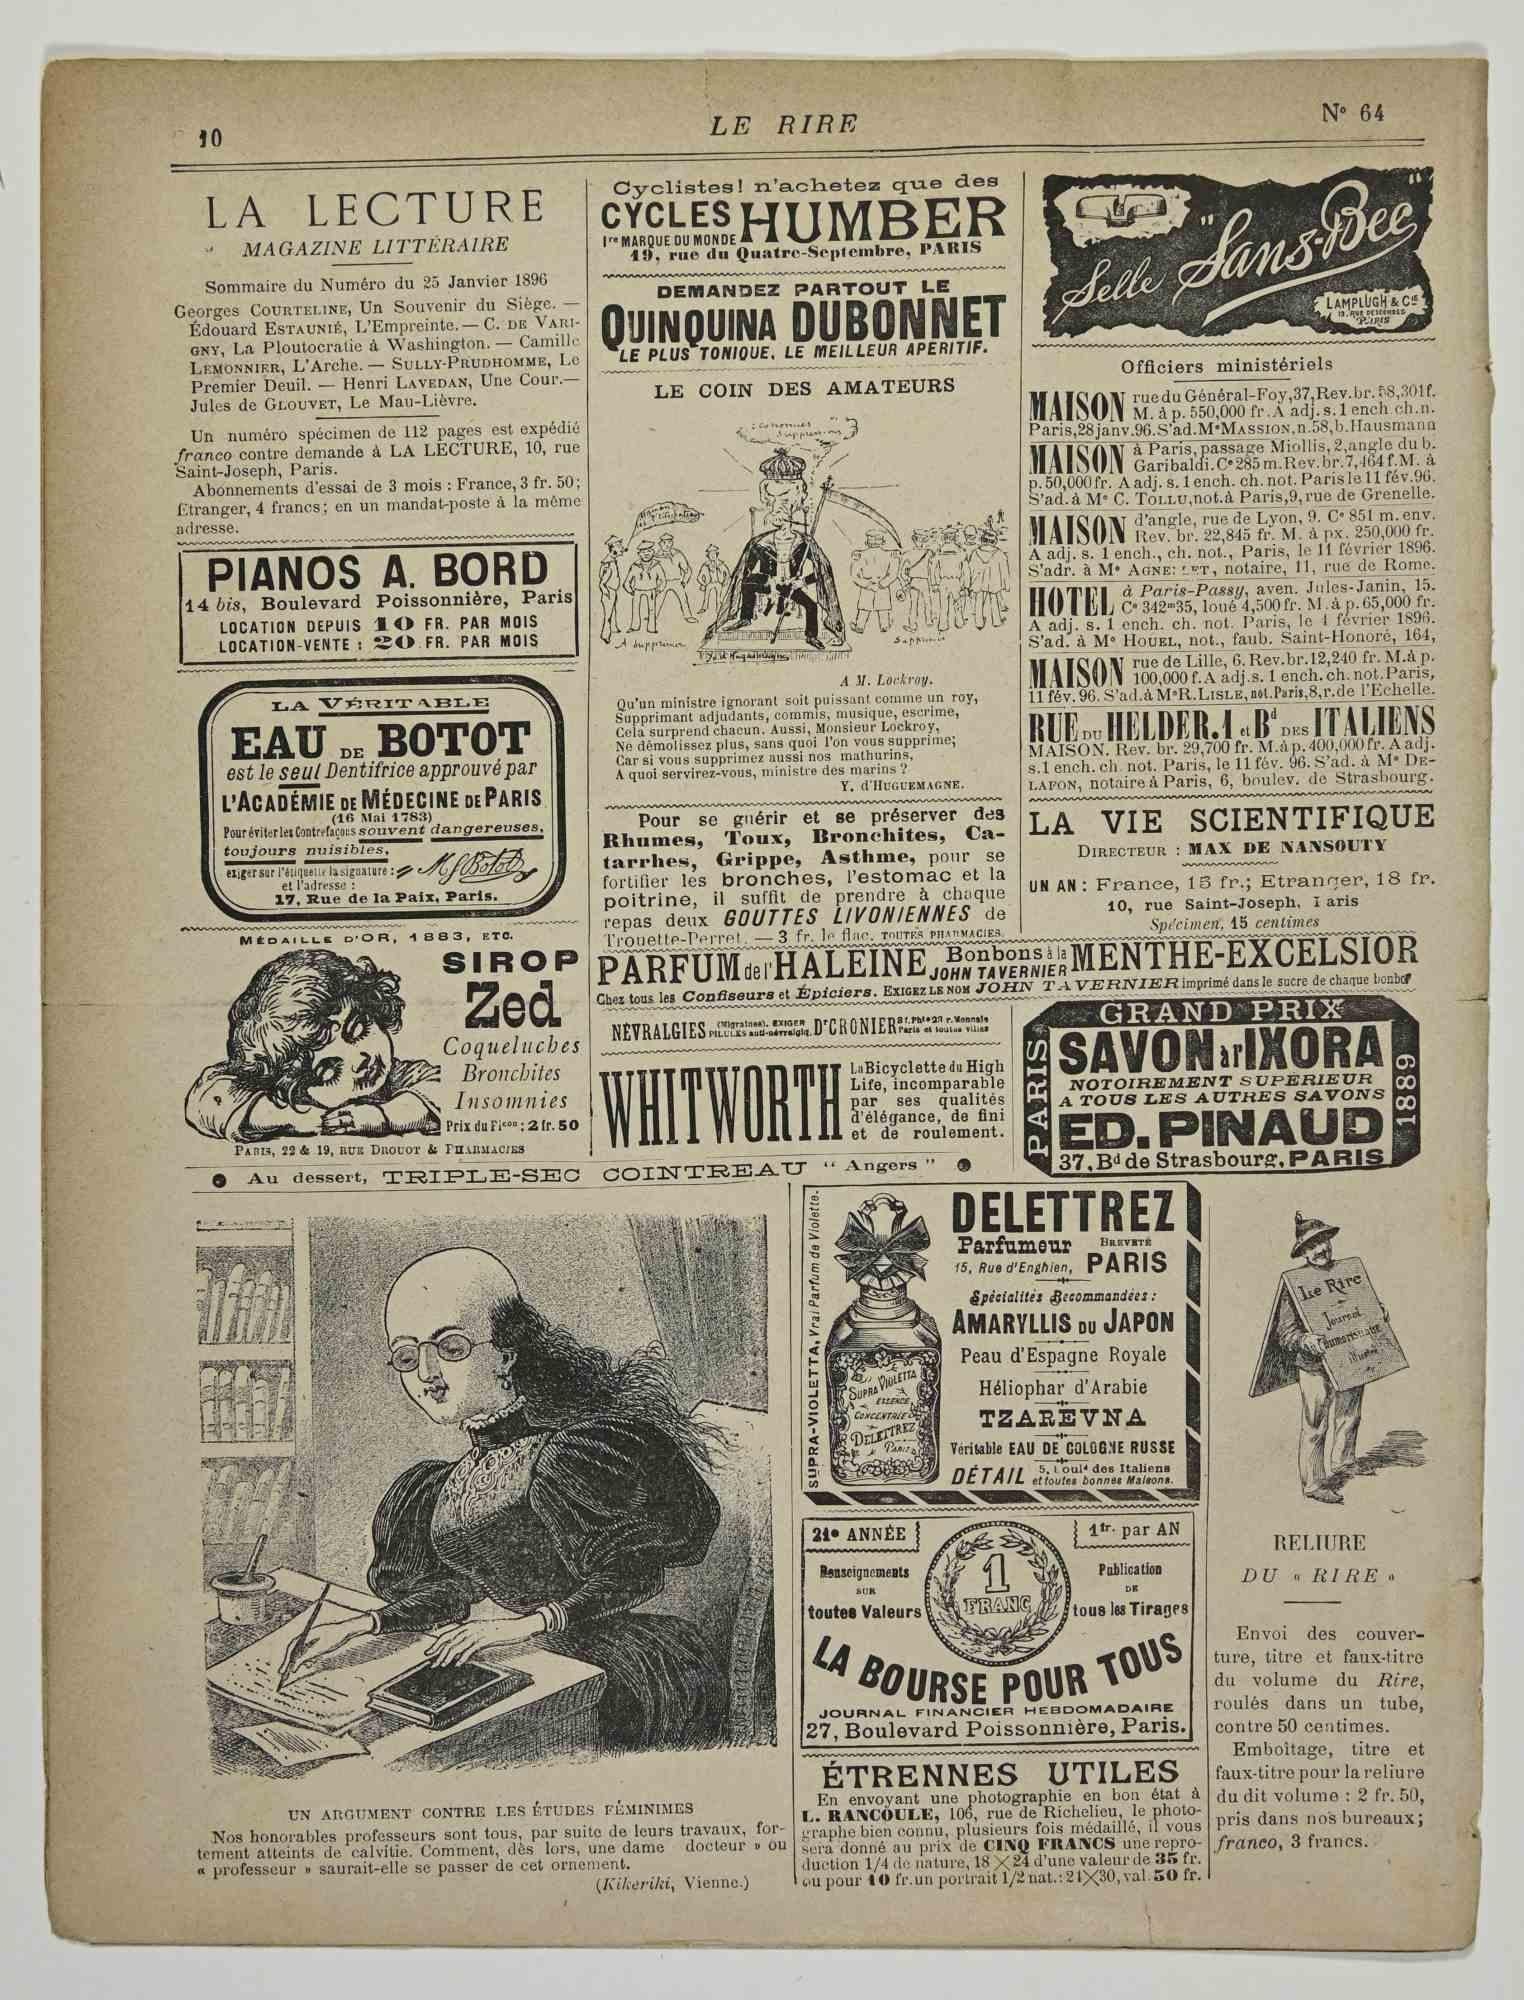 10
LE RIRE
N° 64
LA LECTURE
MAGAZINE LITTÉRAIRE
Sommaire du Numéro du 25 Janvier 1896
Georges COURTELINE, Un Souvenir du Siège. —
Édouard ESTAUNIÉ, L'Empreinte. — C. DE VARI-
GNY, La Ploutocratie à Washington. — Camille
LEMONNIER, L'Arche. — SULLY-PRUDHOMME, Le
Premier Deuil. — Henri LAVEDAN, Une Cour.—
Jules de GLOUVET, Le Mau-Lièvre.
Un numéro spécimen de 112 pages est expédié
franco contre demande à LA LECTURE, 10, rue
Saint-Joseph, Paris.
Abonnements d'essai de 3 mois : France, 3 fr. 50;
Etranger, 4 francs; en un mandat-poste à la même
adresse.
PIANOS A. BORD
14 bis, Boulevard Poissonnière, Paris
LOCATION DEPUIS 10 FR. PAR MOIS
LOCATION-VENTE : 20 FR. PAR MOIS
LA VÉRITABLE
EAU DE BOTOT
est le seul Dentifrice approuvé par
L'ACADÉMIE DE MÉDECINE DE PARIS
(16 Mai 1783)
Pour éviter les Contrefaçons souvent dangereuses,
toujours nuisibles,
exiger sur l'étiquette la signature :
M S Botot
et l'adresse :
17, Rue de la Paix, Paris.
MÉDAILLE D'OR, 1883, ETC.
SIROP
Zed
Coqueluches
Bronchites
Insomnies
Prix du Flcon : 2 fr. 50
PARIS, 22 & 19, RUE DROUOT & PHARMACIES
Cyclistes! n'achetez que des
CYCLES HUMBER
1re MARQUE DU MONDE
19, rue du Quatre-Septembre, PARIS
DEMANDEZ PARTOUT LE
QUINQUINA DUBONNET
LE PLUS TONIQUE, LE MEILLEUR APERITIF.
LE COIN DES AMATEURS
A supprimer
Supprimés
A M. Lockroy.
Qu'un ministre ignorant soit puissant comme un roy,
Supprimant adjudants, commis, musique, escrime,
Cela surprend chacun. Aussi, Monsieur Lockroy,
Ne démolissez plus, sans quoi l'on vous supprime;
Car si vous supprimez aussi nos mathurins,
A quoi servirez-vous, ministre des marins ?
Y. d'HUGUEMAGNE.
Pour se guérir et se préserver des
Rhumes, Toux, Bronchites, Ca-
tarrhes, Grippe, Asthme, pour se
fortifier les bronches, l'estomac et la
poitrine, il suffit de prendre à chaque
repas deux GOUTTES LIVONIENNES de
Trouette-Perret. — 3 fr. le flac. TOUTES PHARMACIES.
"Sans-Bec"
Selle
LAMPLUGH & Cie
PARIS
Officiers ministériels
MAISON rue du Général-Foy, 37, Rev. br. 58,301f.
M. à p. 550,000 fr. A adj. s. 1 ench ch. n.
Paris, 28 janv. 96. S'ad. Me MASSION, n. 58, b. Hausmann
MAISON à Paris, passage Miollis, 2, angle du b.
Garibaldi. Ce 285 m. Rev. br. 7,464 f. M. à
p. 50,000 fr. A adj. s. 1 ench. ch. not. Paris le 11 fév. 96.
S'ad. à Me C. TOLLU, not. à Paris, 9, rue de Grenelle.
MAISON d'angle, rue de Lyon, 9. Ce 851 m. env.
Rev. br. 22,845 fr. M. à px. 250,000 fr.
A adj. s. 1 ench., ch. not., Paris, le 11 février 1896.
S'adr. à Me AGNELLET, notaire, 11, rue de Rome.
HOTEL à Paris-Passy, aven. Jules-Janin, 15.
Ce 342m35, loué 4,500 fr. M. à p. 65,000 fr.
A adj. s. 1 ench. ch. not. Paris, le 4 février 1896.
S'ad. à Me HOUEL, not., faub. Saint-Honoré, 164,
MAISON rue de Lille, 6. Rev. br. 12,240 fr. M. à p.
100,000 f. A adj. s. 1 ench. ch. not. Paris,
11 fév. 96. S'ad. à Me R. LISLE, not. Paris, 8, r. de l'Echelle.
RUE DU HELDER. 1 et Bd DES ITALIENS
MAISON. Rev. br. 29,700 fr. M. à p. 400,000 fr. A adj.
s. 1 ench. ch. not. Paris, le 11 fév. 96. S'ad. à Me DE-
LAFON, notaire à Paris, 6, boulev. de Strasbourg.
LA VIE SCIENTIFIQUE
DIRECTEUR : MAX DE NANSOUTY
UN AN : France, 15 fr.; Etranger, 18 fr.
10, rue Saint-Joseph, Paris
Spécimen, 15 centimes
PARFUM de l'HALEINE Bonbons à la MENTHE-EXCELSIOR
JOHN TAVERNIER
Chez tous les Confiseurs et Épiciers. EXIGEZ LE NOM JOHN TAVERNIER imprimé dans le sucre de chaque bonbon
NÉVRALGIES (Migraines). EXIGER PILULES anti-névralgiq. Dr CRONIER 3f. Phie 23 r. Monnaie Paris et toutes villes
WHITWORTH
La Bicyclette du High
Life, incomparable
par ses qualités
d'élégance, de fini
et de roulement.
GRAND PRIX
PARIS
1889
SAVON à l'IXORA
NOTOIREMENT SUPÉRIEUR
A TOUS LES AUTRES SAVONS
ED. PINAUD
37, Bd de Strasbourg, PARIS
Au dessert, TRIPLE-SEC COINTREAU "Angers"
UN ARGUMENT CONTRE LES ÉTUDES FÉMININES
Nos honorables professeurs sont tous, par suite de leurs travaux, for-
tement atteints de calvitie. Comment, dès lors, une dame docteur » ou
« professeur » saurait-elle se passer de cet ornement.
(Kikeriki, Vienne.)
SUPRA-VIOLETTA, Vrai Parfum de Violette.
SUPRA VIOLETTA
ESSENCE
CONCENTRÉE
DELETTREZ
PARIS
DELETTREZ
Parfumeur BREVETÉ
15, Rue d'Enghien, PARIS
Spécialités Recommandées :
AMARYLLIS DU JAPON
Peau d'Espagne Royale
Héliophar d'Arabie
TZAREVNA
Véritable EAU DE COLOGNE RUSSE
DÉTAIL 5, Bould des Italiens
et toutes bonnes Maisons.
21e ANNÉE
1fr. par AN
Renseignements
SUR
toutes Valeurs
1
FRANC
Publication
DE
tous les Tirages
LA BOURSE POUR TOUS
JOURNAL FINANCIER HEBDOMADAIRE
27, Boulevard Poissonnière, Paris.
ÉTRENNES UTILES
En envoyant une photographie en bon état à
L. RANCOULE, 106, rue de Richelieu, le photo-
graphe bien connu, plusieurs fois médaillé, il vous
sera donné au prix de CINQ FRANCS une repro-
duction 1/4 de nature, 18×24 d'une valeur de 35 fr.
ou pour 10 fr. un portrait 1/2 nat.: 24×30, val. 50 fr.
Le Rire
Journal
Humoristique
illustré
RELIURE
DU « RIRE »
Envoi des couver-
ture, titre et faux-titre
du volume du Rire,
roulés dans un tube,
contre 50 centimes.
Emboîtage, titre et
faux-titre pour la reliure
du dit volume : 2 fr. 50,
pris dans nos bureaux;
franco, 3 francs.